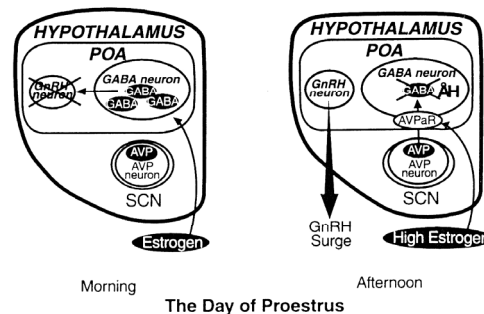 HYPOTHALAMUS
POA
GABA neuron
GnRH
neuron
GABA
GABA
GABA
AVP
AVP
neuron
SCN
Estrogen
Morning
HYPOTHALAMUS
POA
GABA neuron
GnRH
neuron
GABA
AVPaR
AVP
AVP
neuron
SCN
GnRH
Surge
High Estrogen
Afternoon
The Day of Proestrus